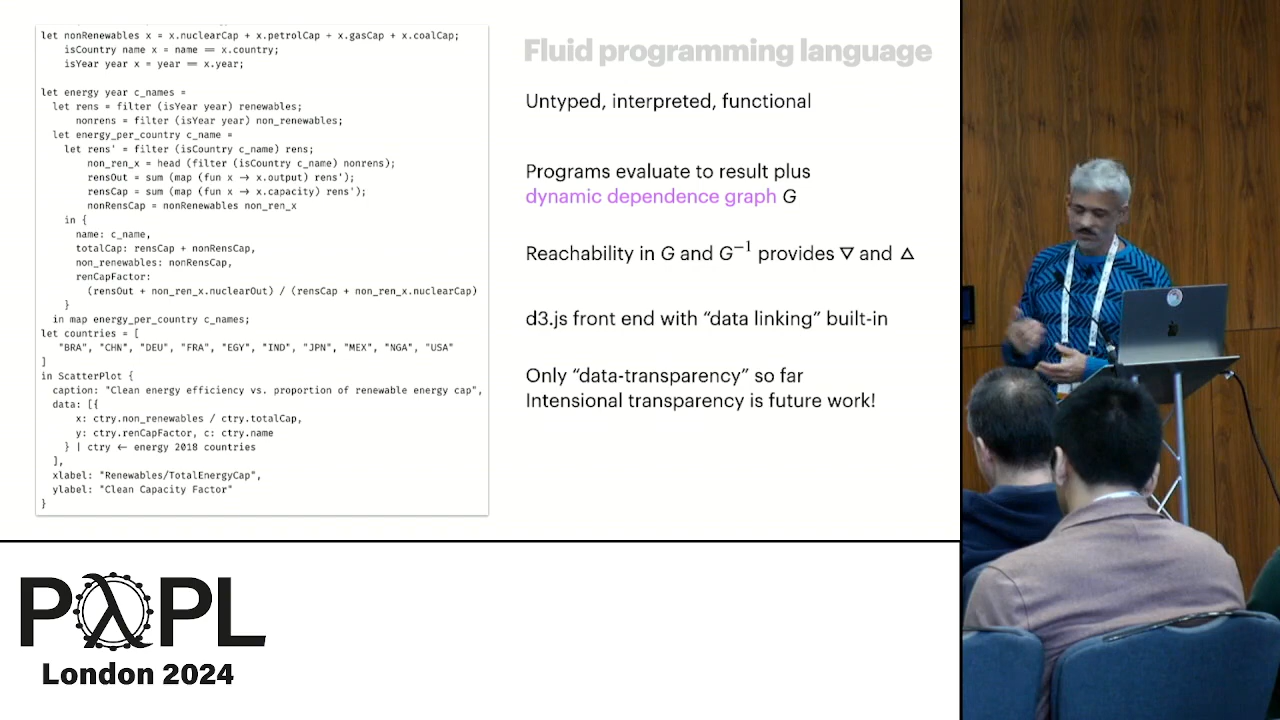 let nonRenewables x = x.nuclearCap + x.petrolCap + x.gasCap + x.coalCap;
isCountry name x = name == x.country;
isYear year x = year == x.year;
let energy year c_names =
let rens = filter (isYear year) renewables;
nonrens = filter (isYear year) non_renewables;
let energy_per_country c_name =
let rens' = filter (isCountry c_name) rens;
non_ren_x = head (filter (isCountry c_name) nonrens);
rensOut = sum (map (fun x → x.output) rens');
rensCap = sum (map (fun x → x.capacity) rens');
nonRensCap = nonRenewables non_ren_x
in {
name: c_name,
totalCap: rensCap + nonRensCap,
non_renewables: nonRensCap,
renCapFactor:
(rensOut + non_ren_x.nuclearOut) / (rensCap + non_ren_x.nuclearCap)
}
in map energy_per_country c_names;
let countries = [
"BRA", "CHN", "DEU", "FRA", "EGY", "IND", "JPN", "MEX", "NGA", "USA"
]
in ScatterPlot {
caption: "Clean energy efficiency vs. proportion of renewable energy cap",
data: [{
x: ctry.non_renewables / ctry.totalCap,
y: ctry.renCapFactor, c: ctry.name
} | ctry ← energy 2018 countries
],
xlabel: "Renewables/TotalEnergyCap",
ylabel: "Clean Capacity Factor"
}
Fluid programming language
Untyped, interpreted, functional
Programs evaluate to result plus
dynamic dependence graph G
Reachability in G and G⁻¹ provides ▽ and △
d3.js front end with “data linking” built-in
Only “data-transparency” so far
Intensional transparency is future work!
PλPL
London 2024